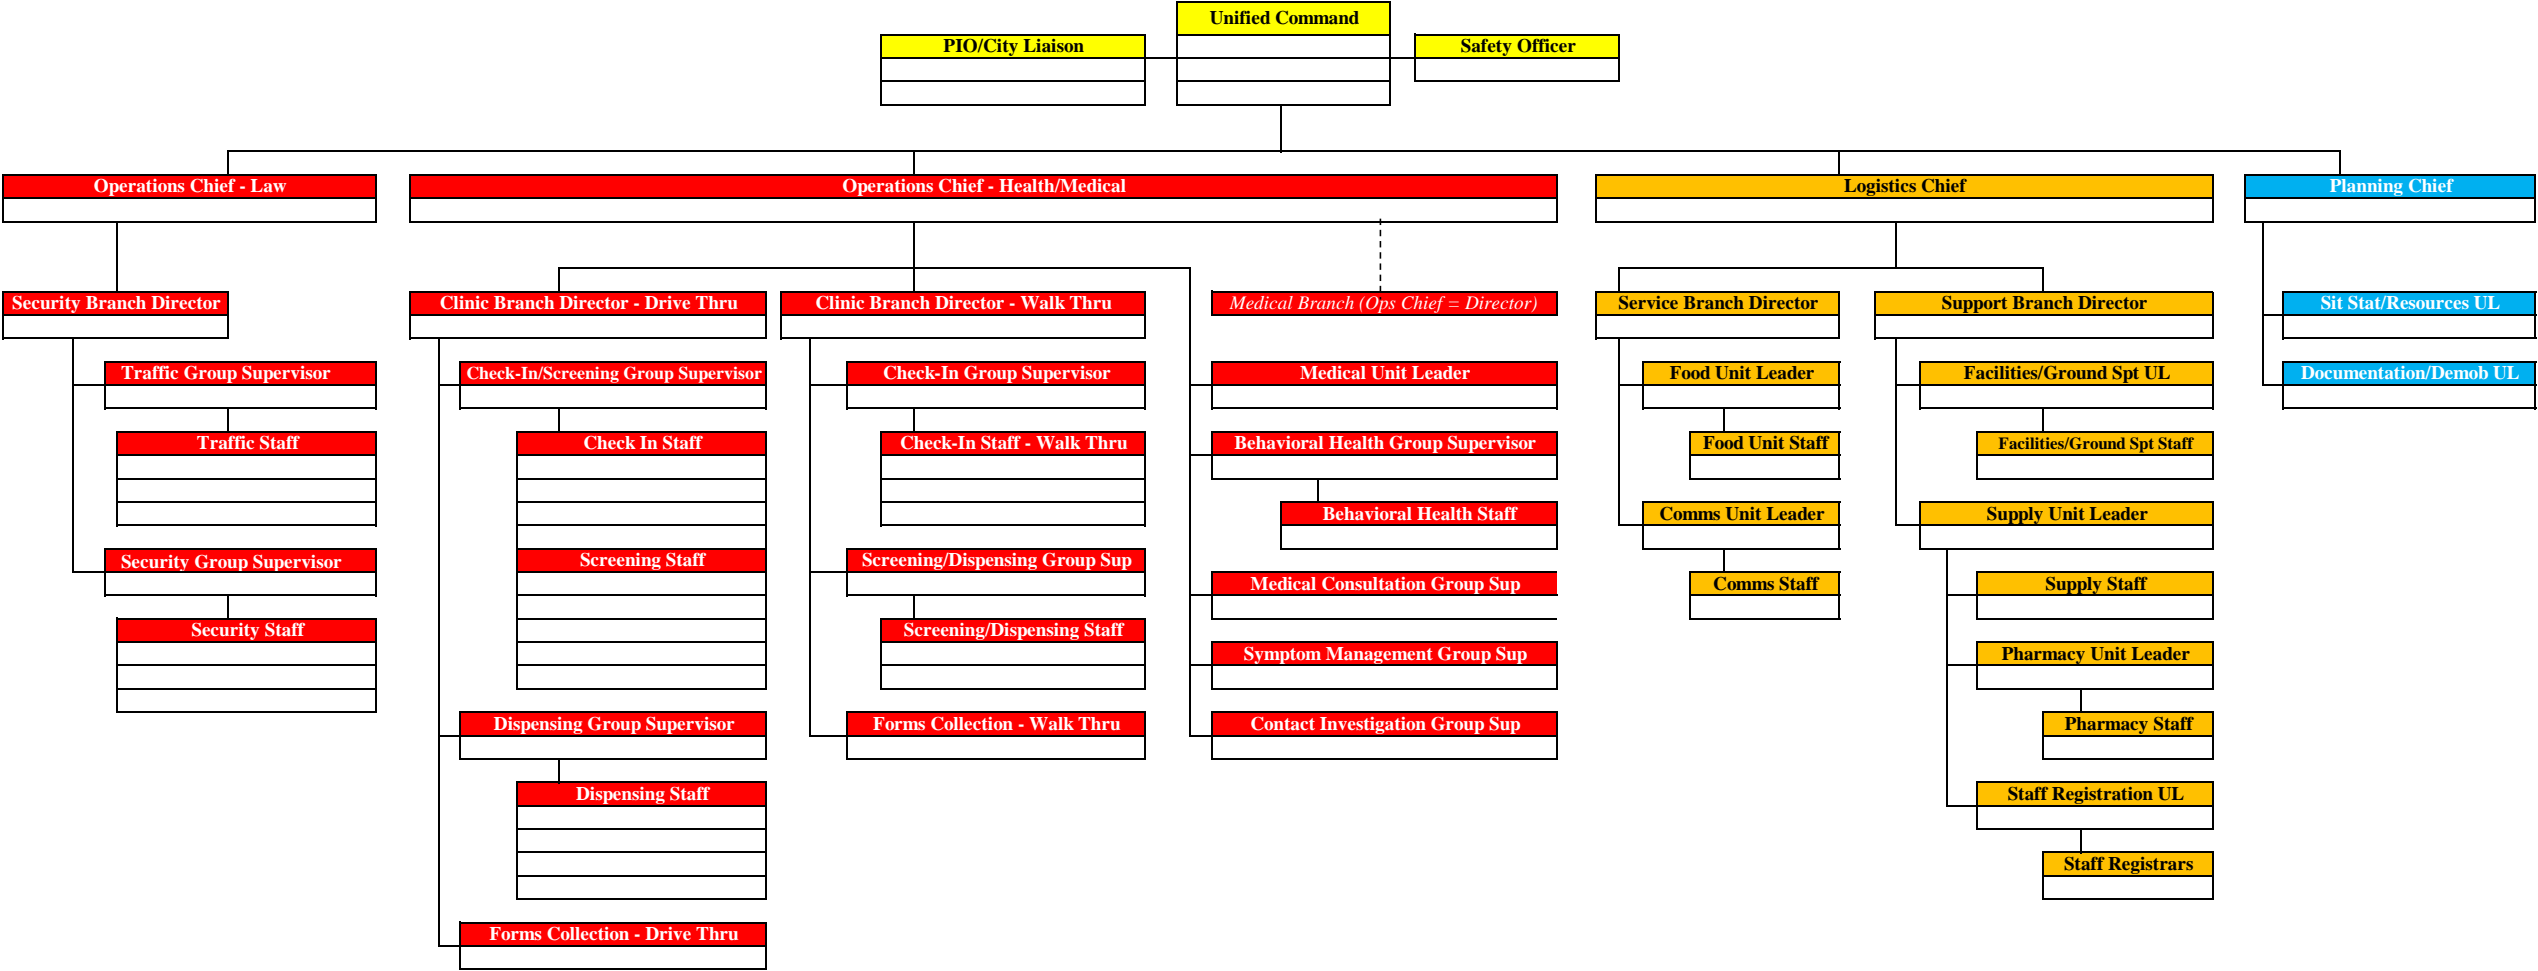 Unified Command
PIO/City Liaison
Safety Officer
Operations Chief - Law
Operations Chief - Health/Medical
Logistics Chief
Planning Chief
Security Branch Director
Clinic Branch Director - Drive Thru
Clinic Branch Director - Walk Thru
Medical Branch (Ops Chief = Director)
Service Branch Director
Support Branch Director
Sit Stat/Resources UL
Traffic Group Supervisor
Check-In/Screening Group Supervisor
Check-In Group Supervisor
Medical Unit Leader
Food Unit Leader
Facilities/Ground Spt UL
Documentation/Demob UL
Traffic Staff
Check In Staff
Check-In Staff - Walk Thru
Behavioral Health Group Supervisor
Food Unit Staff
Facilities/Ground Spt Staff
Behavioral Health Staff
Comms Unit Leader
Supply Unit Leader
Security Group Supervisor
Screening Staff
Screening/Dispensing Group Sup
Medical Consultation Group Sup
Comms Staff
Supply Staff
Security Staff
Screening/Dispensing Staff
Symptom Management Group Sup
Pharmacy Unit Leader
Dispensing Group Supervisor
Forms Collection - Walk Thru
Contact Investigation Group Sup
Pharmacy Staff
Dispensing Staff
Staff Registration UL
Staff Registrars
Forms Collection - Drive Thru